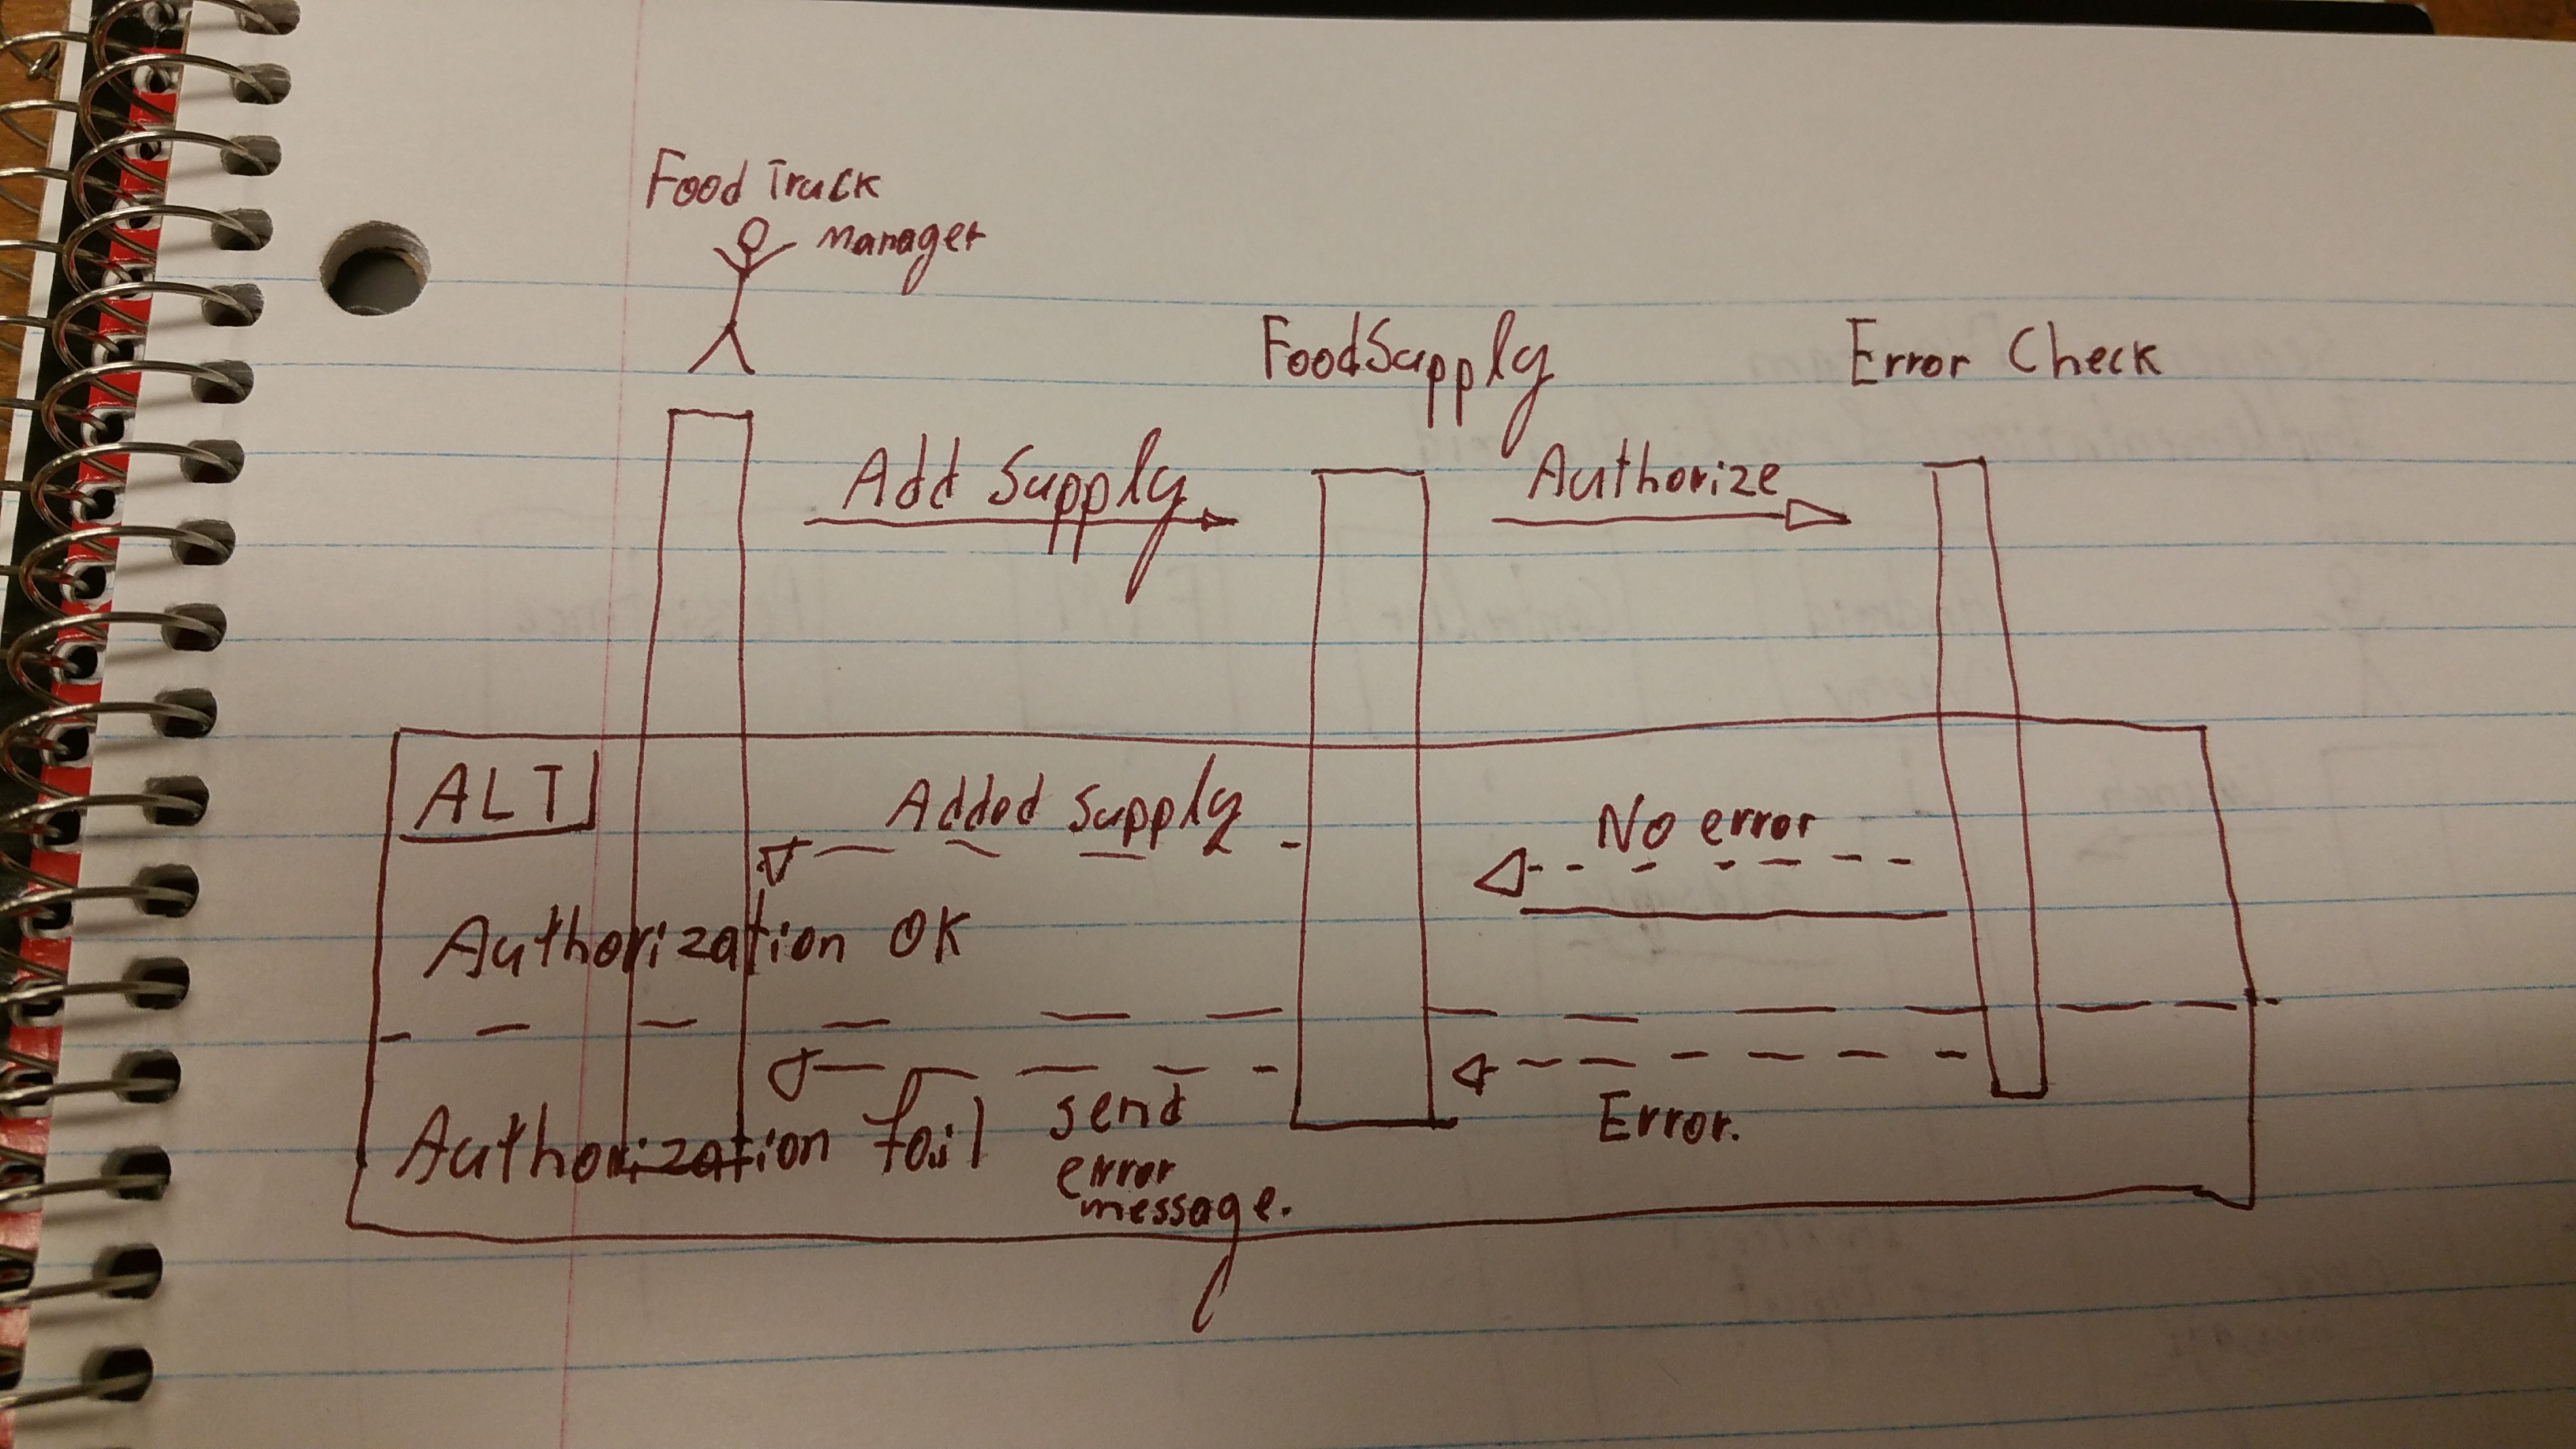 Food Truck
manager
FoodSupply
Error Check
Add Supply
Authorize
ALT
Added supply
No error
Authorization OK
Authorization fail
send
error
message.
Error.